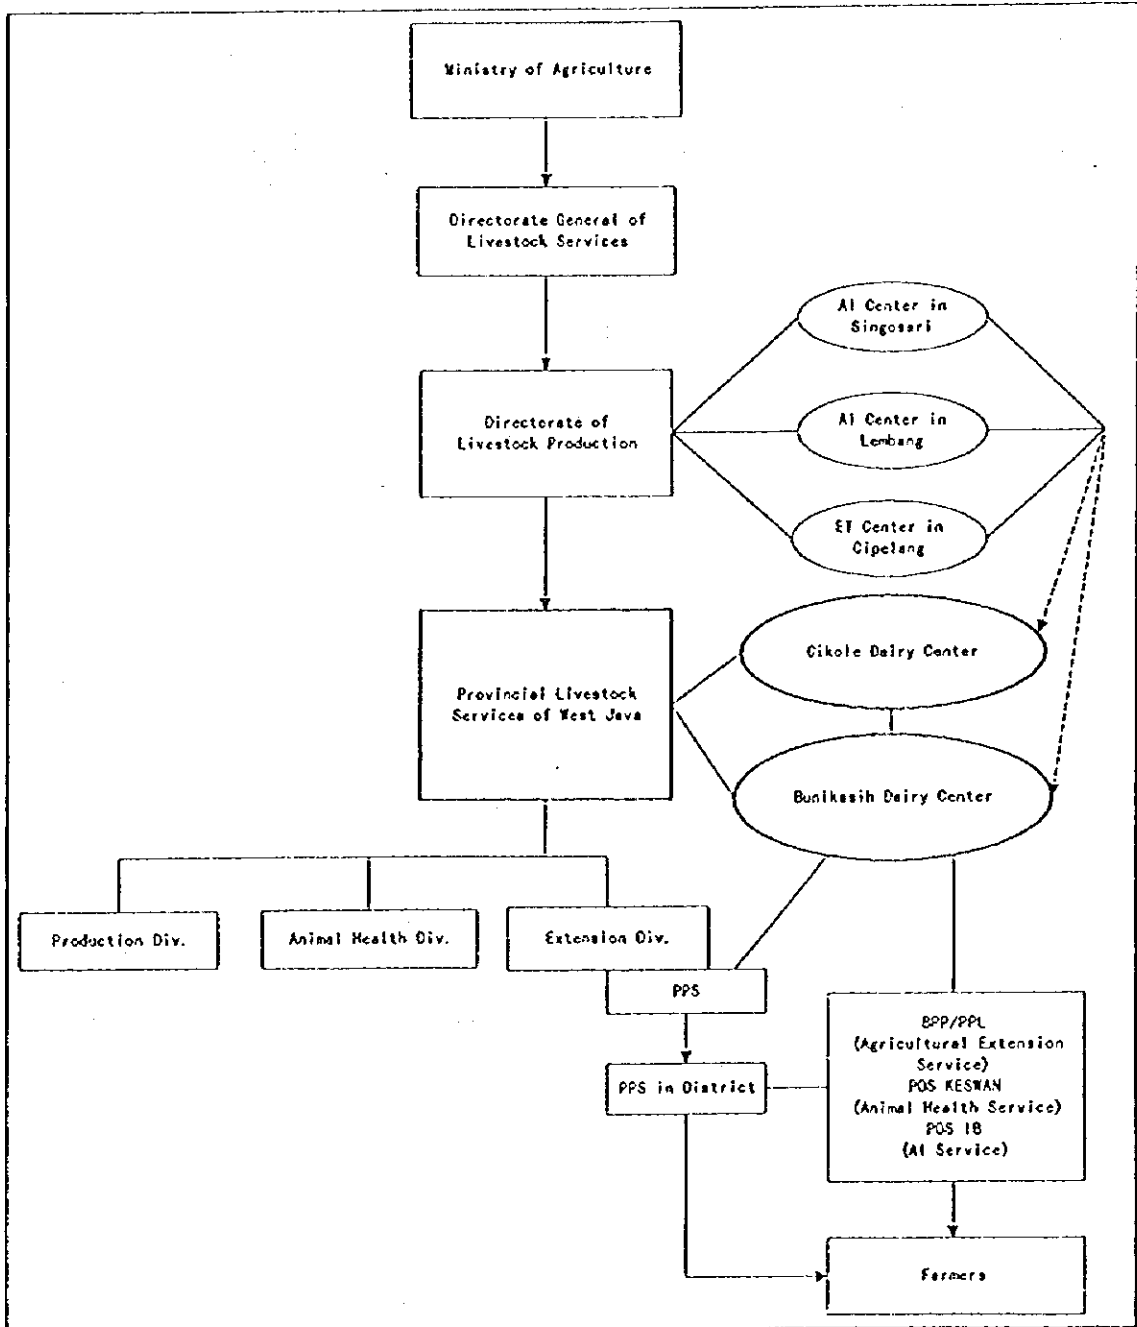 Ministry of Agriculture
Directorate General of
Livestock Services
AI Center in
Singosari
Directorate of
Livestock Production
AI Center in
Lembang
ET Center in
Cipelang
Cikole Dairy Center
Provincial Livestock
Services of West Java
Bunikasih Dairy Center
Production Div.
Animal Health Div.
Extension Div.
PPS
PPS in District
BPP/PPL
(Agricultural Extension
Service)
POS KESWAN
(Animal Health Service)
POS IB
(AI Service)
Farmers